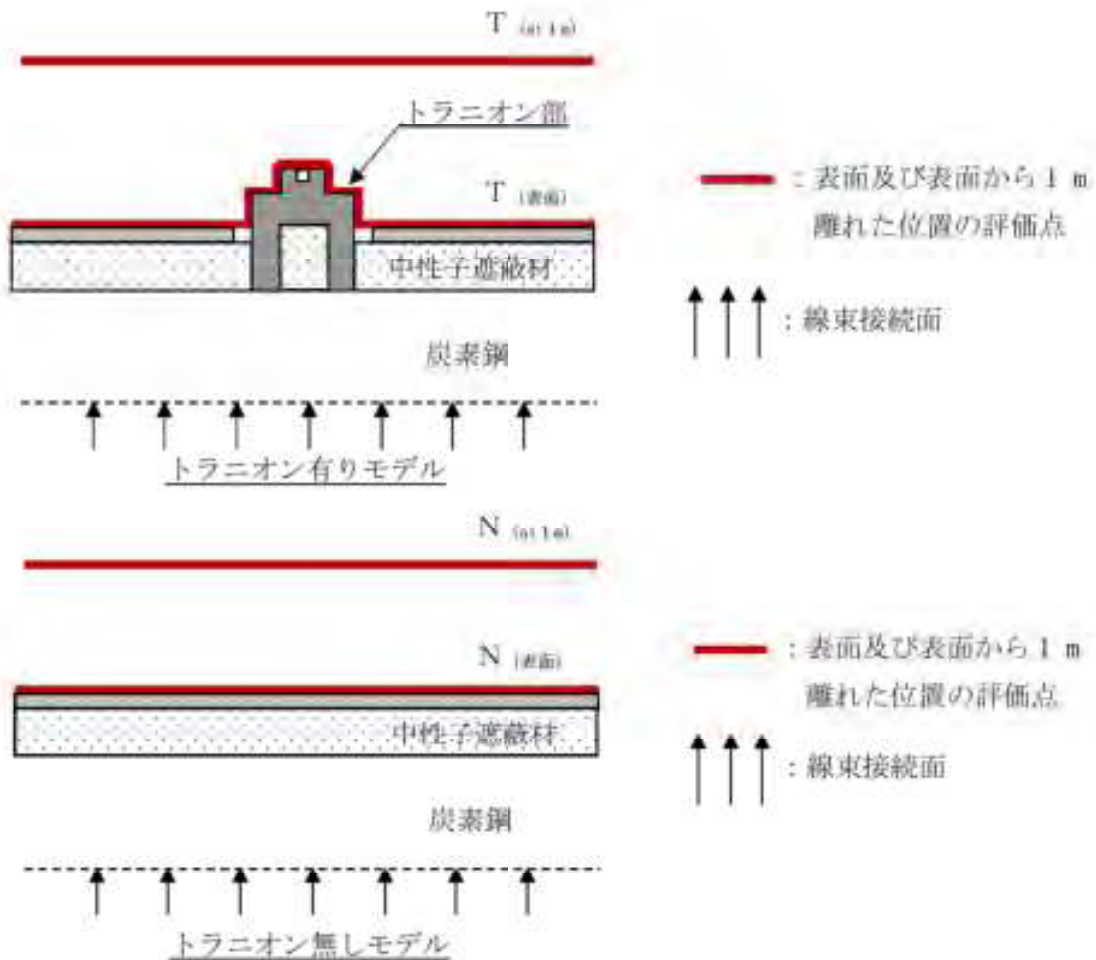 T (at 1 m)
トラニオン部
T (表面)
中性子遮蔽材
炭素鋼
トラニオン有りモデル
: 表面及び表面から 1 m
離れた位置の評価点
: 線束接続面
N (at 1 m)
N (表面)
中性子遮蔽材
炭素鋼
トラニオン無しモデル
: 表面及び表面から 1 m
離れた位置の評価点
: 線束接続面